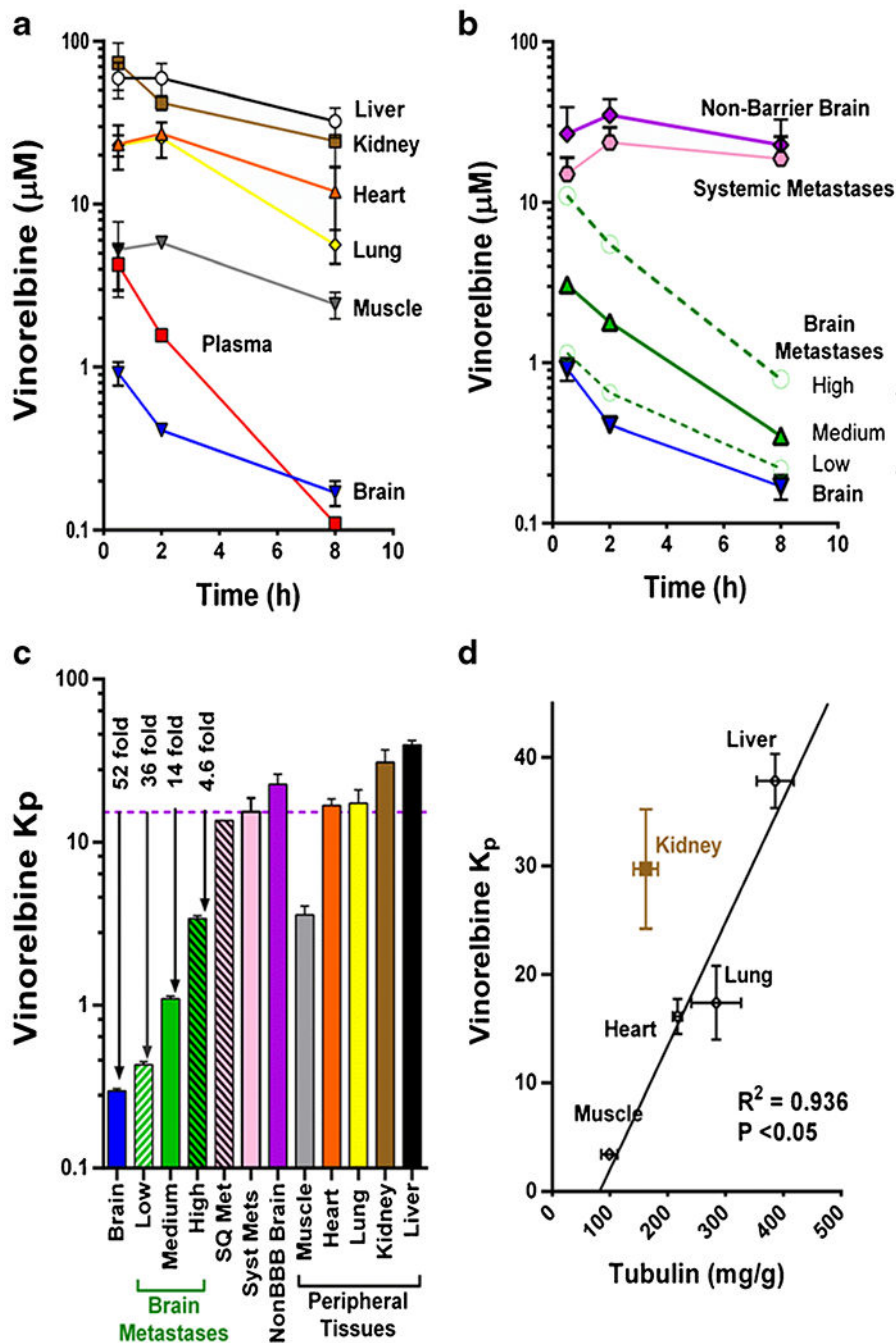 a
Vinorelbine (μM)
100
10
1
0.1
Liver
Kidney
Heart
Lung
Muscle
Plasma
Brain
0 2 4 6 8 10
Time (h)
b
Vinorelbine (μM)
100
10
1
0.1
Non-Barrier Brain
Systemic Metastases
Brain
Metastases
High
Medium
Low
Brain
0 2 4 6 8 10
Time (h)
c
Vinorelbine Kp
100
10
1
0.1
52 fold
36 fold
14 fold
4.6 fold
Brain
Low
Medium
High
SQ Met
Syst Mets
NonBBB Brain
Muscle
Heart
Lung
Kidney
Liver
Brain
Metastases
Peripheral
Tissues
d
Vinorelbine Kp
40
30
20
10
0
Liver
Kidney
Lung
Heart
Muscle
R2 = 0.936
P <0.05
0 100 200 300 400 500
Tubulin (mg/g)